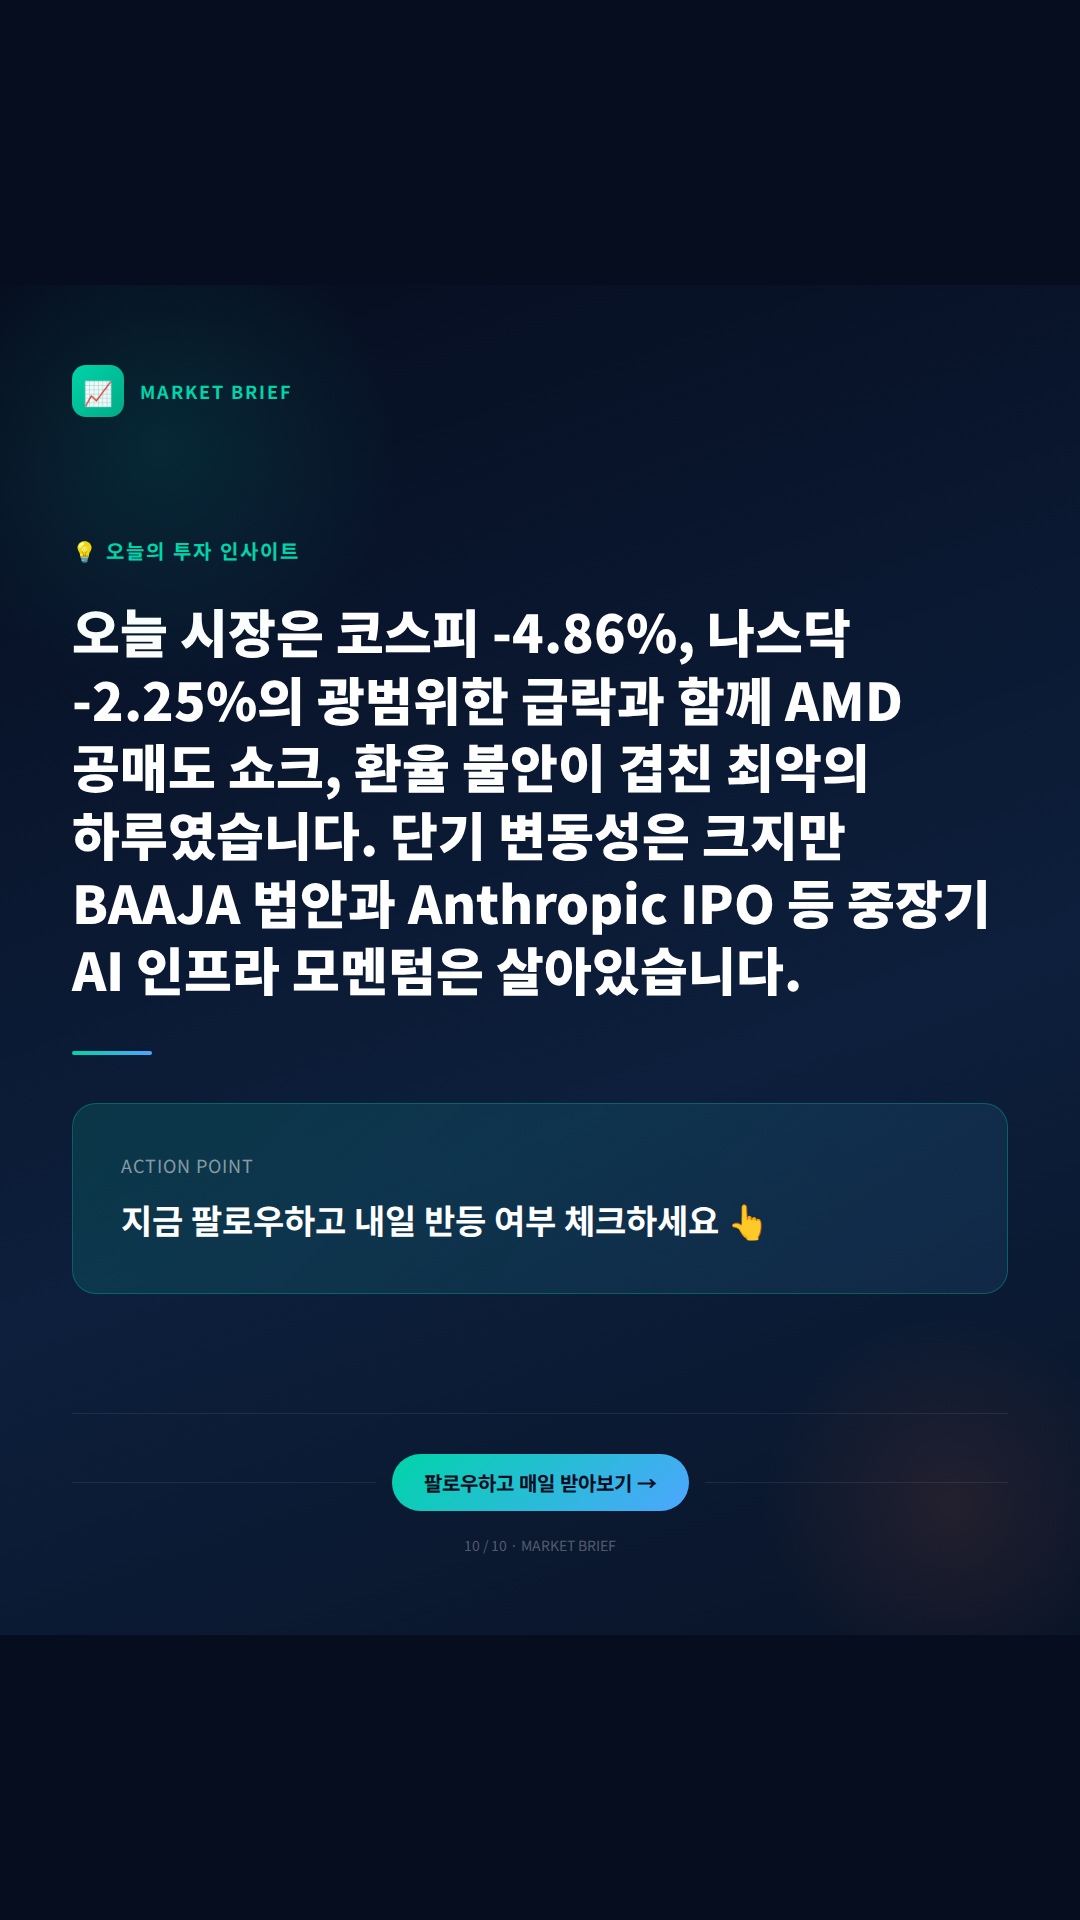 📈 MARKET BRIEF
💡 오늘의 투자 인사이트
오늘 시장은 코스피 -4.86%, 나스닥
-2.25%의 광범위한 급락과 함께 AMD
공매도 쇼크, 환율 불안이 겹친 최악의
하루였습니다. 단기 변동성은 크지만
BAAJA 법안과 Anthropic IPO 등 중장기
AI 인프라 모멘텀은 살아있습니다.
ACTION POINT
지금 팔로우하고 내일 반등 여부 체크하세요 👆
팔로우하고 매일 받아보기 →
10 / 10 · MARKET BRIEF